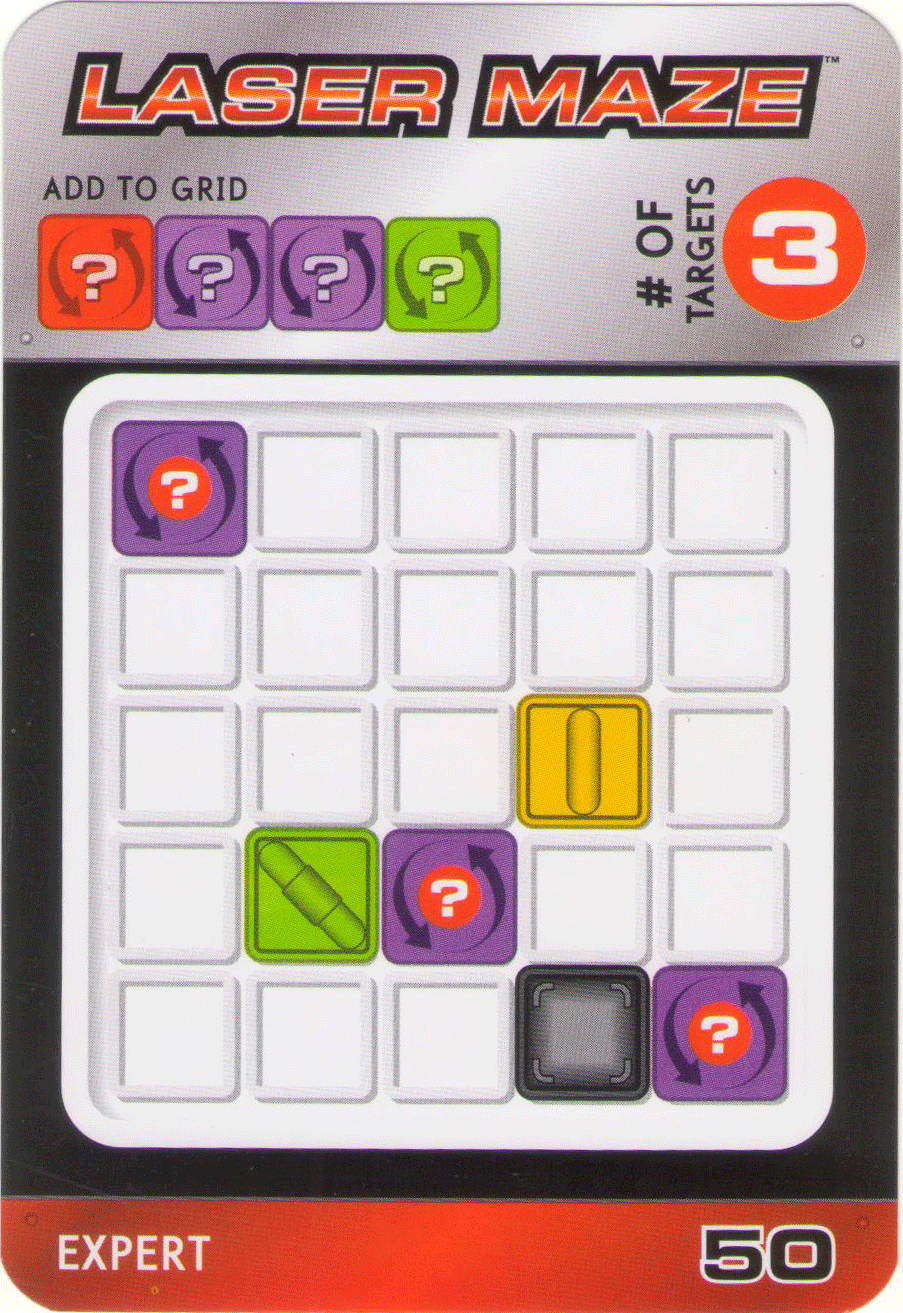 LASER MAZE™
ADD TO GRID
? ? ? ?
# OF
TARGETS
3
?
?
?
EXPERT
50